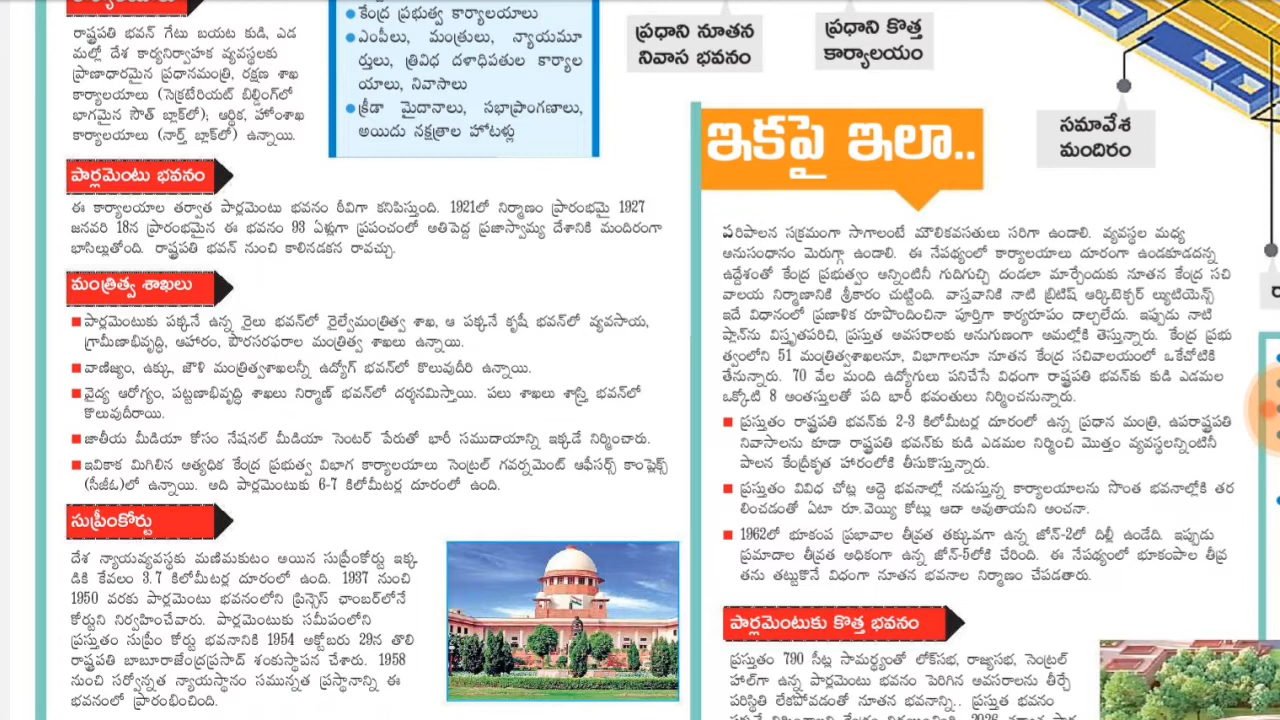 రాష్ట్రపతి భవన్ గేటు బయట కుడి, ఎడ
మల్లో దేశ కార్యనిర్వాహక వ్యవస్థలకు
ప్రాణాధారమైన ప్రధానమంత్రి, రక్షణ శాఖ
కార్యాలయాలు (సెక్రటేరియట్ బిల్డింగ్‌లో
భాగమైన సౌత్ బ్లాక్‌లో); ఆర్థిక, హోంశాఖ
కార్యాలయాలు (నార్త్ బ్లాక్‌లో) ఉన్నాయి.
కేంద్ర ప్రభుత్వ కార్యాలయాలు
ఎంపీలు, మంత్రులు, న్యాయమూ
ర్తులు, త్రివిధ దళాధిపతుల కార్యాల
యాలు, నివాసాలు
క్రీడా మైదానాలు, సభాప్రాంగణాలు,
అయిదు నక్షత్రాల హోటళ్లు
ప్రధాని నూతన
నివాస భవనం
ప్రధాని కొత్త
కార్యాలయం
సమావేశ
మందిరం
పార్లమెంటు భవనం
ఈ కార్యాలయాల తర్వాత పార్లమెంటు భవనం ఠీవిగా కనిపిస్తుంది. 1921లో నిర్మాణం ప్రారంభమై 1927
జనవరి 18న ప్రారంభమైన ఈ భవనం 93 ఏళ్లుగా ప్రపంచంలో అతిపెద్ద ప్రజాస్వామ్య దేశానికి మందిరంగా
భాసిల్లుతోంది. రాష్ట్రపతి భవన్ నుంచి కాలినడకన రావచ్చు.
మంత్రిత్వ శాఖలు
పార్లమెంటుకు పక్కనే ఉన్న రైలు భవన్‌లో రైల్వేమంత్రిత్వ శాఖ, ఆ పక్కనే కృషీ భవన్‌లో వ్యవసాయ,
గ్రామీణాభివృద్ధి, ఆహారం, పౌరసరఫరాల మంత్రిత్వ శాఖలు ఉన్నాయి.
వాణిజ్యం, ఉక్కు, జౌళి మంత్రిత్వశాఖలన్నీ ఉద్యోగ్ భవన్‌లో కొలువుదీరి ఉన్నాయి.
వైద్య ఆరోగ్యం, పట్టణాభివృద్ధి శాఖలు నిర్మాణ్ భవన్‌లో దర్శనమిస్తాయి. పలు శాఖలు శాస్త్రి భవన్‌లో
కొలువుదీరాయి.
జాతీయ మీడియా కోసం నేషనల్ మీడియా సెంటర్ పేరుతో భారీ సముదాయాన్ని ఇక్కడే నిర్మించారు.
ఇవికాక మిగిలిన అత్యధిక కేంద్ర ప్రభుత్వ విభాగ కార్యాలయాలు సెంట్రల్ గవర్నమెంట్ ఆఫీసర్స్ కాంప్లెక్స్
(సీజీఓ)లో ఉన్నాయి. అది పార్లమెంటుకు 6-7 కిలోమీటర్ల దూరంలో ఉంది.
సుప్రీంకోర్టు
దేశ న్యాయవ్యవస్థకు మణిమకుటం అయిన సుప్రీంకోర్టు ఇక్క
డికి కేవలం 3.7 కిలోమీటర్ల దూరంలో ఉంది. 1937 నుంచి
1950 వరకు పార్లమెంటు భవనంలోని ప్రిన్సెస్ ఛాంబర్‌లోనే
కోర్టుని నిర్వహించేవారు. పార్లమెంటుకు సమీపంలోని
ప్రస్తుతం సుప్రీం కోర్టు భవనానికి 1954 అక్టోబరు 29న తొలి
రాష్ట్రపతి బాబూరాజేంద్రప్రసాద్ శంకుస్థాపన చేశారు. 1958
నుంచి సర్వోన్నత న్యాయస్థానం సమున్నత ప్రస్థానాన్ని ఈ
భవనంలో ప్రారంభించింది.
ఇకపై ఇలా..
పరిపాలన సక్రమంగా సాగాలంటే మౌలికవసతులు సరిగా ఉండాలి. వ్యవస్థల మధ్య
అనుసంధానం మెరుగ్గా ఉండాలి. ఈ నేపథ్యంలో కార్యాలయాలు దూరంగా ఉండకూడదన్న
ఉద్దేశంతో కేంద్ర ప్రభుత్వం అన్నింటినీ గుదిగుచ్చి దండలా మార్చేందుకు నూతన కేంద్ర సచి
వాలయ నిర్మాణానికి శ్రీకారం చుట్టింది. వాస్తవానికి నాటి బ్రిటిష్ ఆర్కిటెక్చర్ ల్యుటియెన్స్
ఇదే విధానంలో ప్రణాళిక రూపొందించినా పూర్తిగా కార్యరూపం దాల్చలేదు. ఇప్పుడు నాటి
ప్లాన్‌ను విస్తృతపరిచి, ప్రస్తుత అవసరాలకు అనుగుణంగా అమల్లోకి తెస్తున్నారు. కేంద్ర ప్రభు
త్వంలోని 51 మంత్రిత్వశాఖలనూ, విభాగాలనూ నూతన కేంద్ర సచివాలయంలో ఒకేచోటికి
తేనున్నారు. 70 వేల మంది ఉద్యోగులు పనిచేసే విధంగా రాష్ట్రపతి భవన్‌కు కుడి ఎడమల
ఒక్కోటి 8 అంతస్తులతో పది భారీ భవంతులు నిర్మించనున్నారు.
ప్రస్తుతం రాష్ట్రపతి భవన్‌కు 2-3 కిలోమీటర్ల దూరంలో ఉన్న ప్రధాన మంత్రి, ఉపరాష్ట్రపతి
నివాసాలను కూడా రాష్ట్రపతి భవన్‌కు కుడి ఎడమల నిర్మించి మొత్తం వ్యవస్థలన్నింటినీ
పాలన కేంద్రీకృత హారంలోకి తీసుకొస్తున్నారు.
ప్రస్తుతం వివిధ చోట్ల అద్దె భవనాల్లో నడుస్తున్న కార్యాలయాలను సొంత భవనాల్లోకి తర
లించడంతో ఏటా రూ.వెయ్యి కోట్లు ఆదా అవుతాయని అంచనా.
1962లో భూకంప ప్రభావాల తీవ్రత తక్కువగా ఉన్న జోన్-2లో దిల్లీ ఉండేది. ఇప్పుడు
ప్రమాదాల తీవ్రత అధికంగా ఉన్న జోన్-5లోకి చేరింది. ఈ నేపథ్యంలో భూకంపాల తీవ్ర
తను తట్టుకొనే విధంగా నూతన భవనాల నిర్మాణం చేపడతారు.
పార్లమెంటుకు కొత్త భవనం
ప్రస్తుతం 790 సీట్ల సామర్థ్యంతో లోక్‌సభ, రాజ్యసభ, సెంట్రల్
హాల్‌గా ఉన్న పార్లమెంటు భవనం పెరిగిన అవసరాలను తీర్చే
పరిస్థితి లేకపోవడంతో నూతన భవనాన్ని.. ప్రస్తుత భవనం